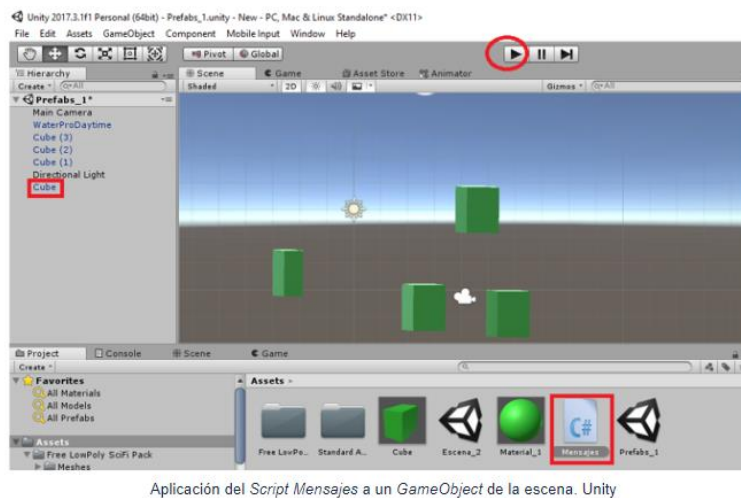 Unity 2017.3.1f1 Personal (64bit) - Prefabs_1.unity - New - PC, Mac & Linux Standalone* <DX11>
File Edit Assets GameObject Component Mobile Input Window Help
Pivot Global
Hierarchy Scene Game Asset Store Animator
Create Q▾All Shaded 2D Gizmos Q▾All
Prefabs_1*
Main Camera
WaterProDaytime
Cube (3)
Cube (2)
Cube (1)
Directional Light
Cube
Project Console Scene Game
Create
Favorites Assets
All Materials
All Models
All Prefabs
Assets
Free LowPoly SciFi Pack
Meshes
C#
Free LowPo... Standard A... Cube Escena_2 Material_1 Mensajes Prefabs_1
Aplicación del Script Mensajes a un GameObject de la escena. Unity